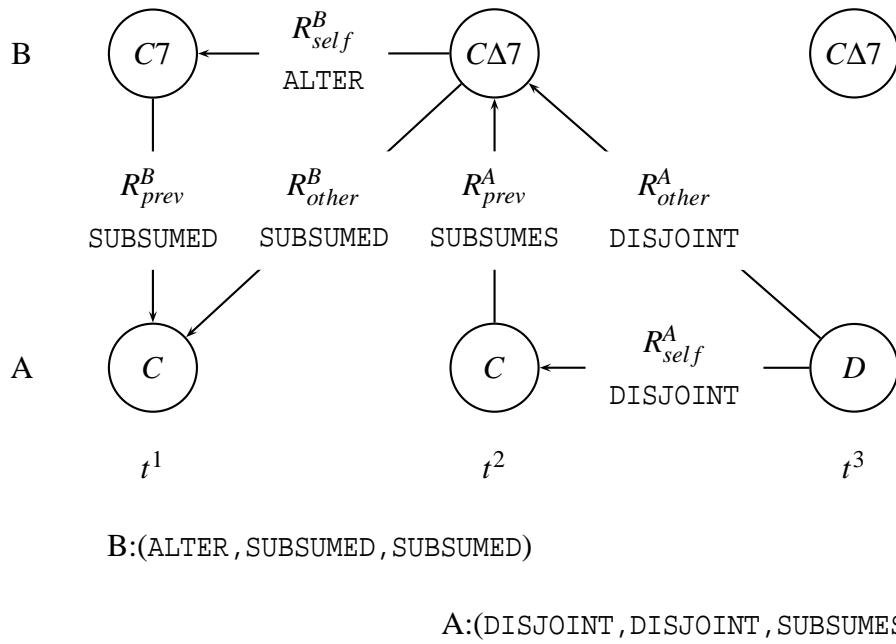 B C7 R^B_self CΔ7 CΔ7
ALTER
R^B_prev R^B_other R^A_prev R^A_other
SUBSUMED SUBSUMED SUBSUMES DISJOINT
A C C R^A_self D
DISJOINT
t^1 t^2 t^3
B:(ALTER,SUBSUMED,SUBSUMED)
A:(DISJOINT,DISJOINT,SUBSUMES